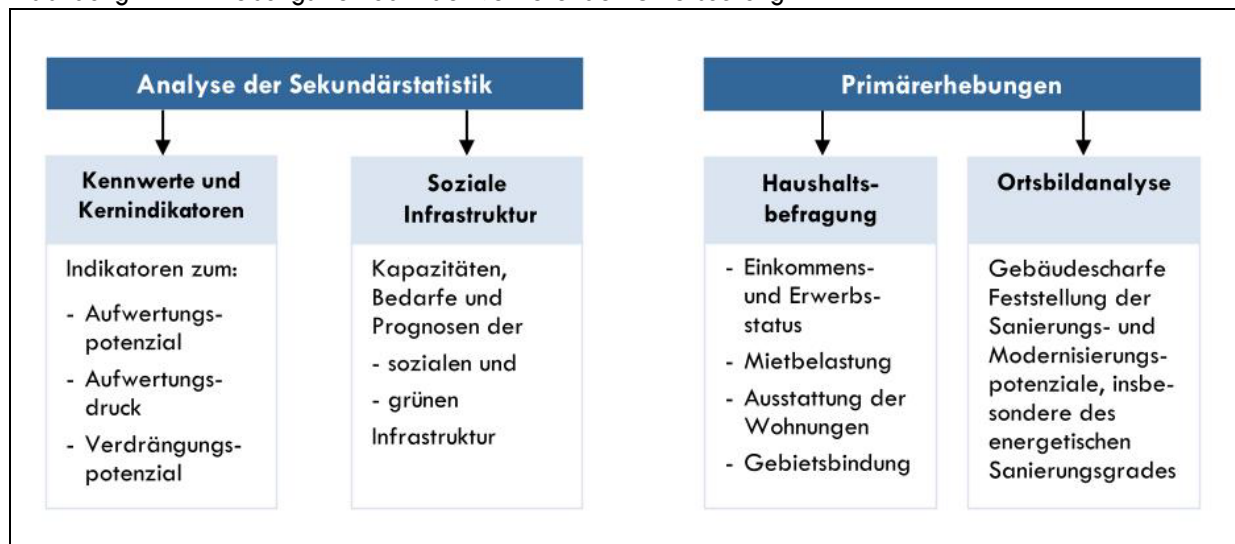 Analyse der Sekundärstatistik
Kennwerte und
Kernindikatoren
Indikatoren zum:
- Aufwertungs-
potenzial
- Aufwertungs-
druck
- Verdrängungs-
potenzial
Soziale
Infrastruktur
Kapazitäten,
Bedarfe und
Prognosen der
- sozialen und
- grünen
Infrastruktur
Primärerhebungen
Haushalts-
befragung
- Einkommens-
und Erwerbs-
status
- Mietbelastung
- Ausstattung der
Wohnungen
- Gebietsbindung
Ortsbildanalyse
Gebäudescharfe
Feststellung der
Sanierungs- und
Modernisierungs-
potenziale, insbe-
sondere des
energetischen
Sanierungsgrades